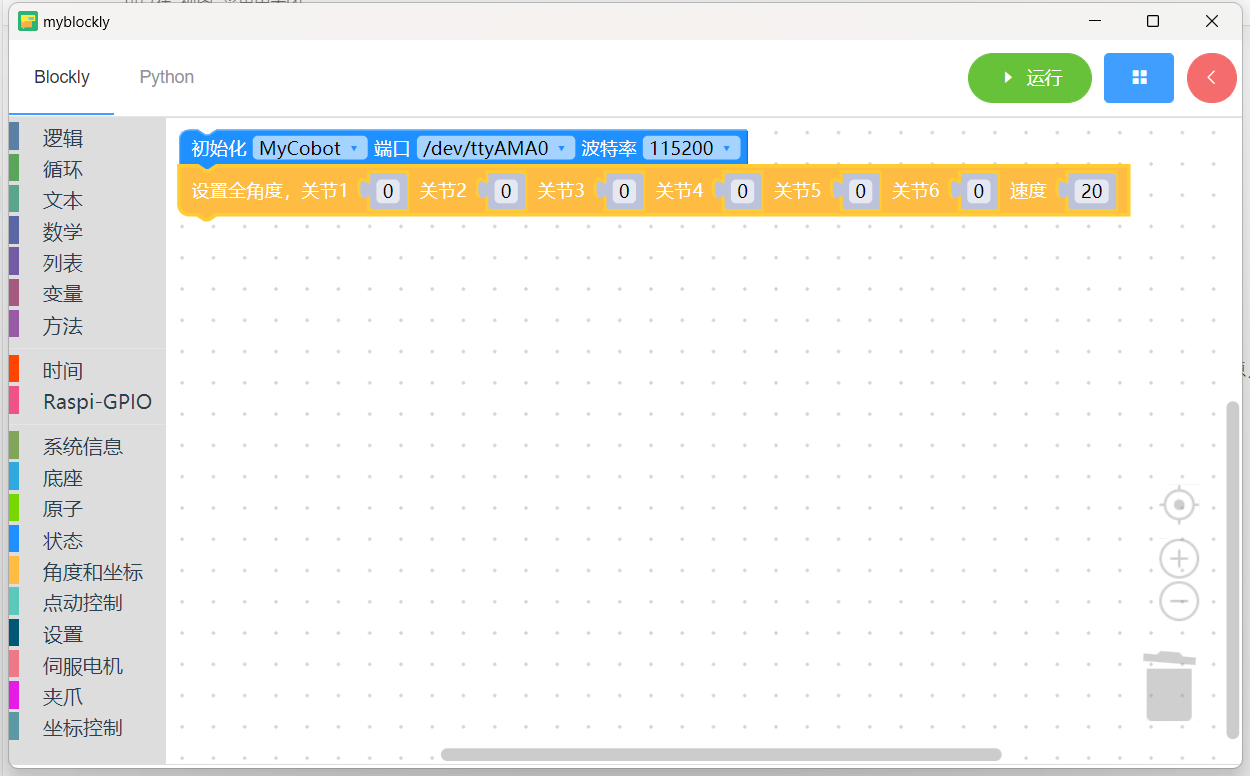 myblockly
Blockly Python 运行
逻辑
循环
文本
数学
列表
变量
方法
时间
Raspi-GPIO
系统信息
底座
原子
状态
角度和坐标
点动控制
设置
伺服电机
夹爪
坐标控制
初始化 MyCobot 端口 /dev/ttyAMA0 波特率 115200
设置全角度，关节1 0 关节2 0 关节3 0 关节4 0 关节5 0 关节6 0 速度 20